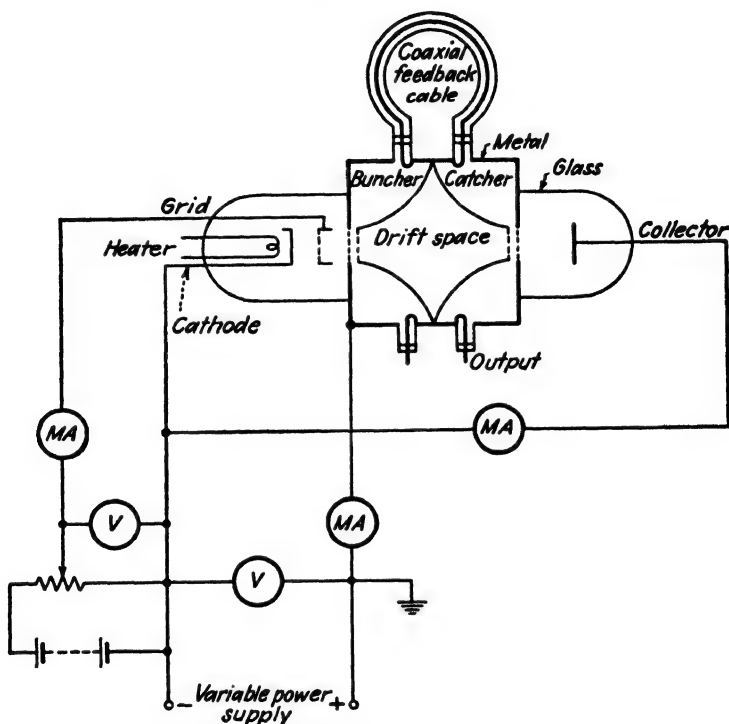 Coaxial
feedback
cable
Metal
Buncher
Catcher
Glass
Grid
Drift space
Heater
Collector
Cathode
Output
MA
MA
V
MA
V
- Variable power +
supply